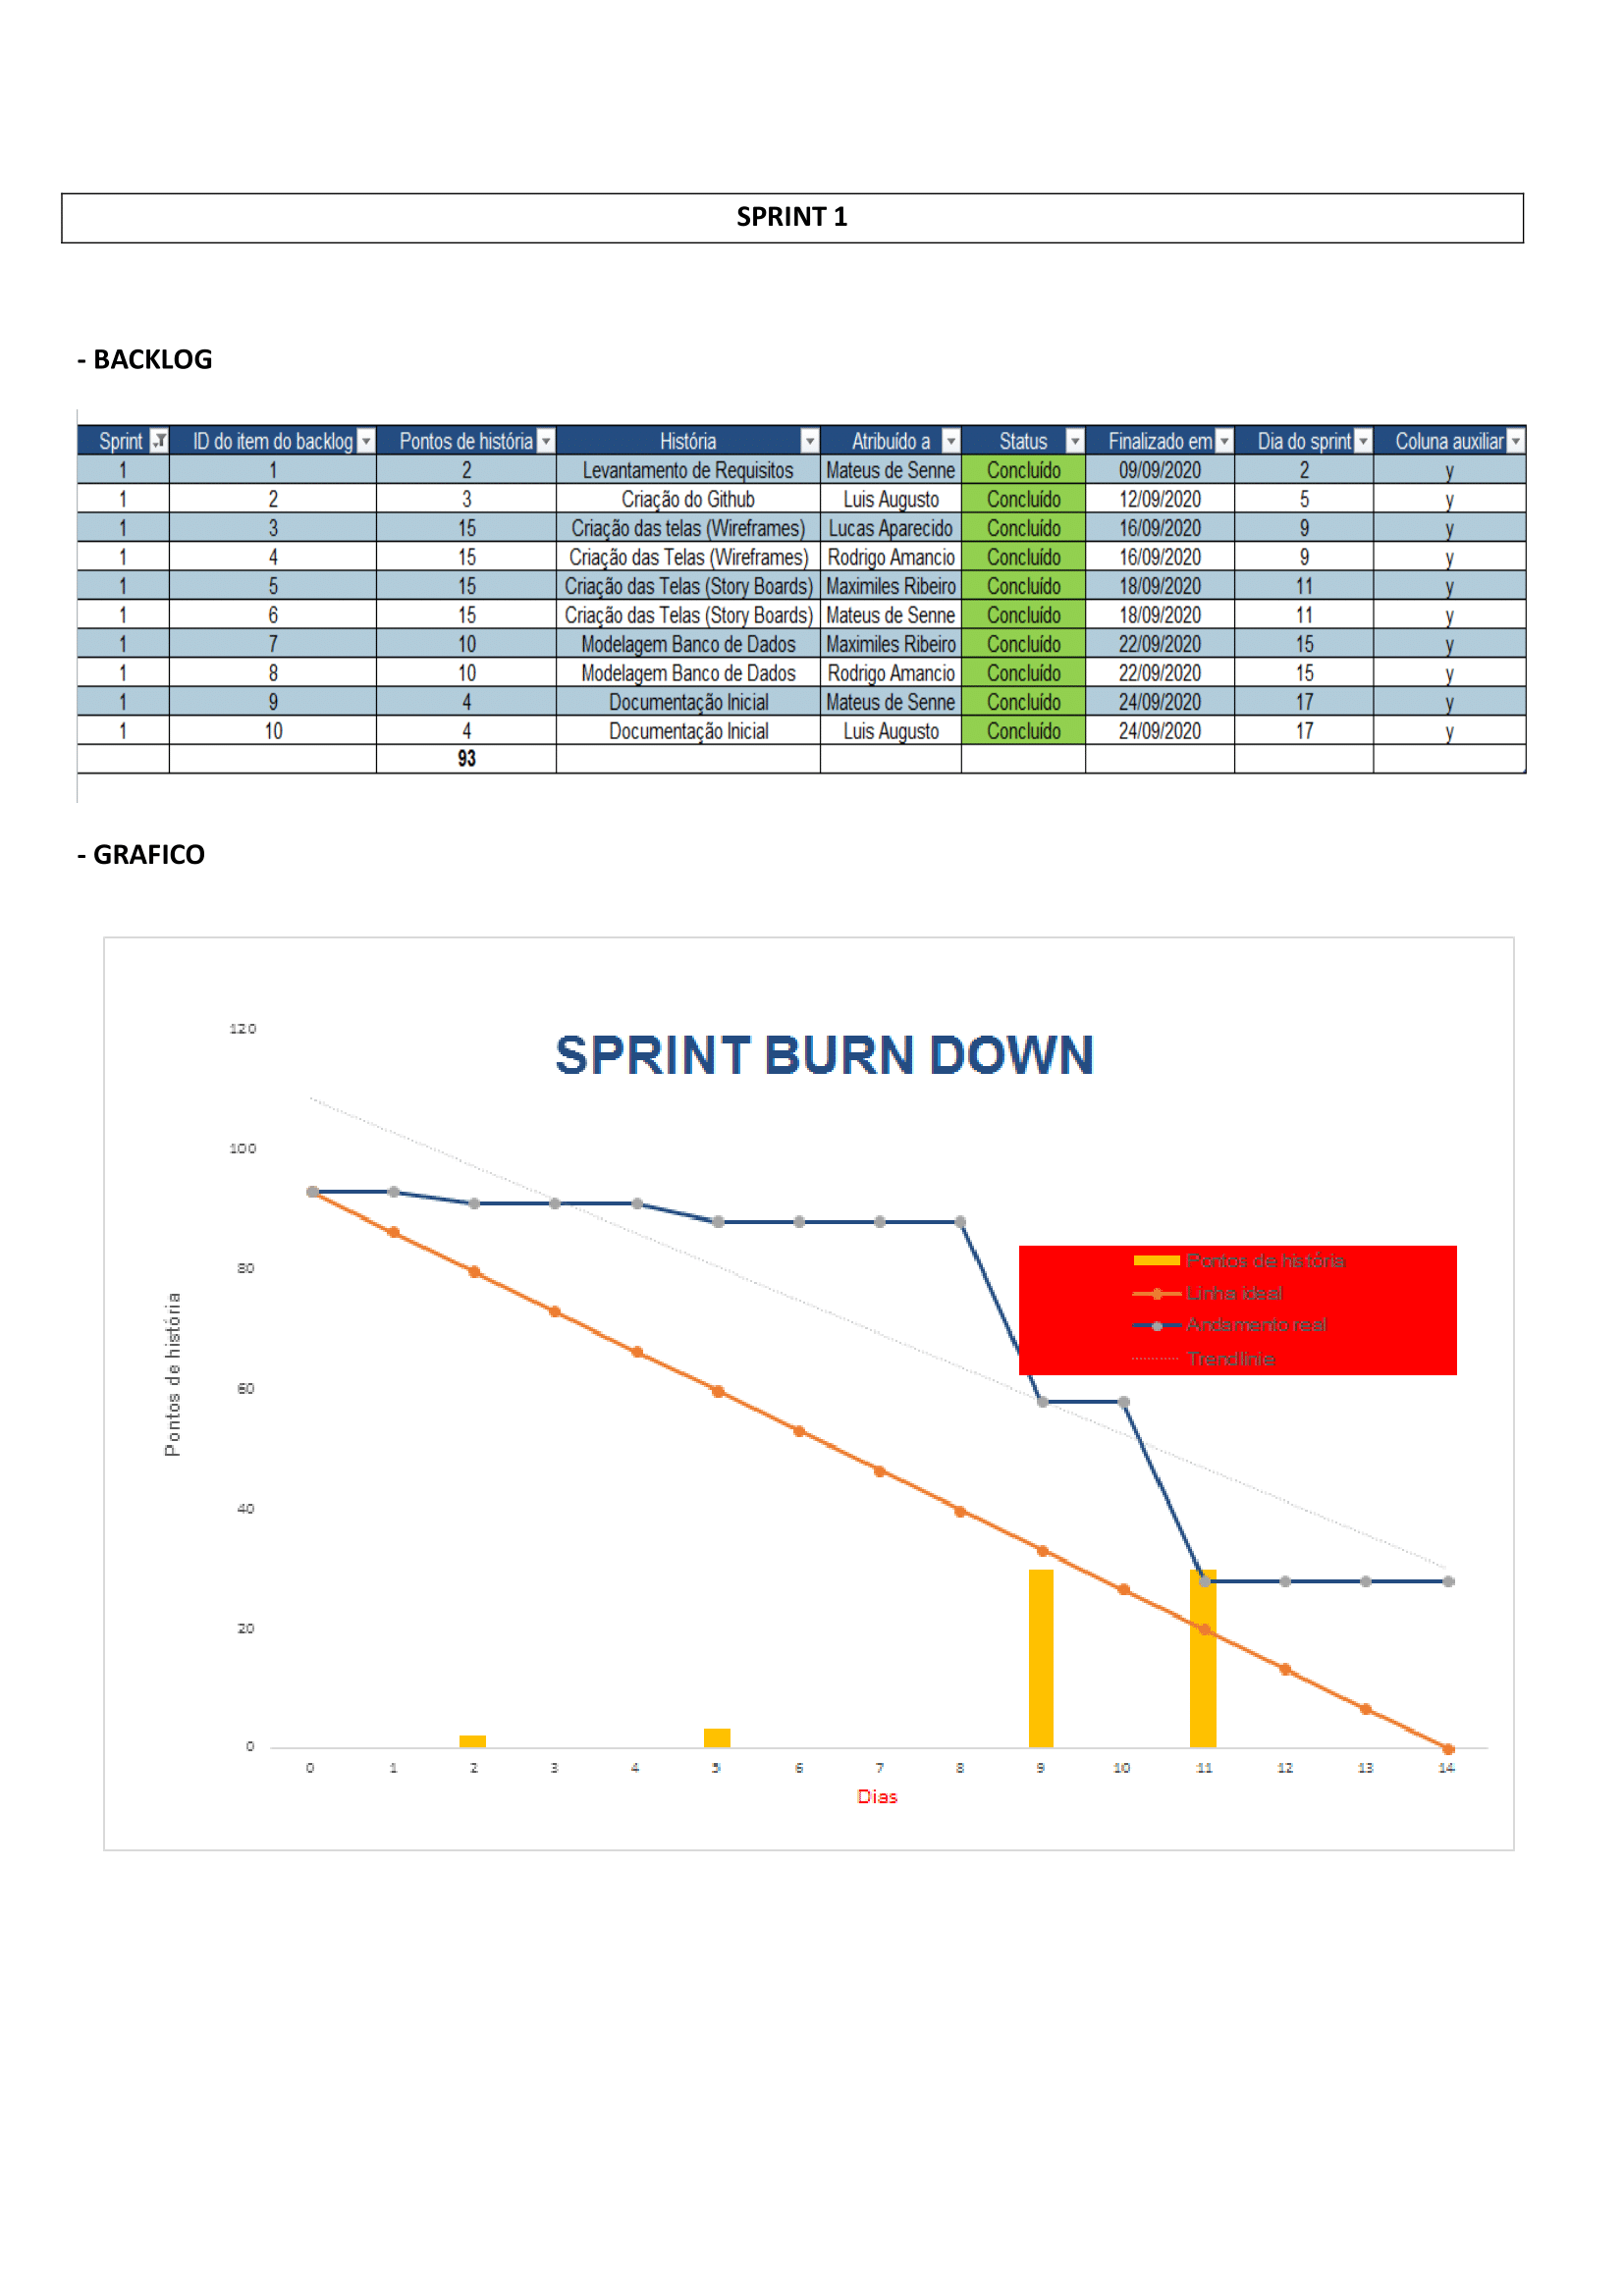 SPRINT 1
- BACKLOG
Sprint ID do item do backlog Pontos de história História Atribuído a Status Finalizado em Dia do sprint Coluna auxiliar
1 1 2 Levantamento de Requisitos Mateus de Senne Concluído 09/09/2020 2 y
1 2 3 Criação do Github Luis Augusto Concluído 12/09/2020 5 y
1 3 15 Criação das telas (Wireframes) Lucas Aparecido Concluído 16/09/2020 9 y
1 4 15 Criação das Telas (Wireframes) Rodrigo Amancio Concluído 16/09/2020 9 y
1 5 15 Criação das Telas (Story Boards) Maximiles Ribeiro Concluído 18/09/2020 11 y
1 6 15 Criação das Telas (Story Boards) Mateus de Senne Concluído 18/09/2020 11 y
1 7 10 Modelagem Banco de Dados Maximiles Ribeiro Concluído 22/09/2020 15 y
1 8 10 Modelagem Banco de Dados Rodrigo Amancio Concluído 22/09/2020 15 y
1 9 4 Documentação Inicial Mateus de Senne Concluído 24/09/2020 17 y
1 10 4 Documentação Inicial Luis Augusto Concluído 24/09/2020 17 y
93
- GRAFICO
SPRINT BURN DOWN
120
100
80
60
40
20
0
Pontos de história
Pontos de história
Linha ideal
Andamento real
Trendlinie
0 1 2 3 4 5 6 7 8 9 10 11 12 13 14
Dias